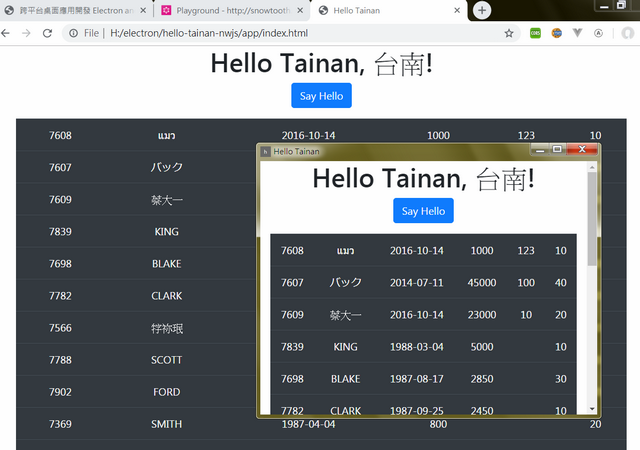 跨平台桌面應用開發 Electron an
Playground - http://snowtooth
Hello Tainan
File | H:/electron/hello-tainan-nwjs/app/index.html
Hello Tainan, 台南!
Say Hello
7608 แมว 2016-10-14 1000 123 10
7607 バック
7609 蔡大一
7839 KING
7698 BLAKE
7782 CLARK
7566 牸祢珉
7788 SCOTT
7902 FORD
7369 SMITH 1987-04-04 800 20
Hello Tainan
Hello Tainan, 台南!
Say Hello
7608 แมว 2016-10-14 1000 123 10
7607 バック 2014-07-11 45000 100 40
7609 蔡大一 2016-10-14 23000 10 20
7839 KING 1988-03-04 5000 10
7698 BLAKE 1987-08-17 2850 30
7782 CLARK 1987-09-25 2450 10